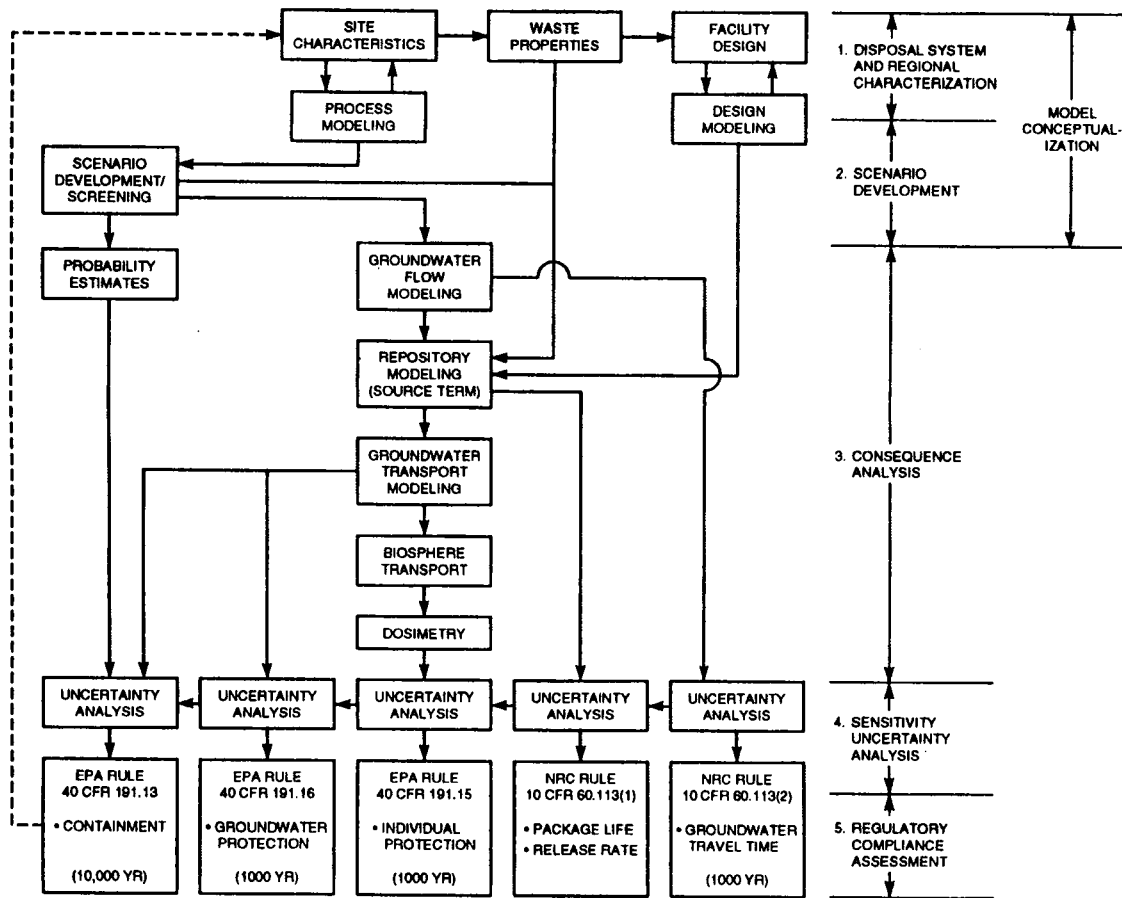 SITE
CHARACTERISTICS
WASTE
PROPERTIES
FACILITY
DESIGN
PROCESS
MODELING
DESIGN
MODELING
1. DISPOSAL SYSTEM
AND REGIONAL
CHARACTERIZATION
MODEL
CONCEPTUAL-
IZATION
SCENARIO
DEVELOPMENT/
SCREENING
2. SCENARIO
DEVELOPMENT
PROBABILITY
ESTIMATES
GROUNDWATER
FLOW
MODELING
REPOSITORY
MODELING
(SOURCE TERM)
GROUNDWATER
TRANSPORT
MODELING
3. CONSEQUENCE
ANALYSIS
BIOSPHERE
TRANSPORT
DOSIMETRY
UNCERTAINTY
ANALYSIS
UNCERTAINTY
ANALYSIS
UNCERTAINTY
ANALYSIS
UNCERTAINTY
ANALYSIS
UNCERTAINTY
ANALYSIS
4. SENSITIVITY
UNCERTAINTY
ANALYSIS
EPA RULE
40 CFR 191.13
• CONTAINMENT
(10,000 YR)
EPA RULE
40 CFR 191.16
• GROUNDWATER
PROTECTION
(1000 YR)
EPA RULE
40 CFR 191.15
• INDIVIDUAL
PROTECTION
(1000 YR)
NRC RULE
10 CFR 60.113(1)
• PACKAGE LIFE
• RELEASE RATE
NRC RULE
10 CFR 60.113(2)
• GROUNDWATER
TRAVEL TIME
(1000 YR)
5. REGULATORY
COMPLIANCE
ASSESSMENT